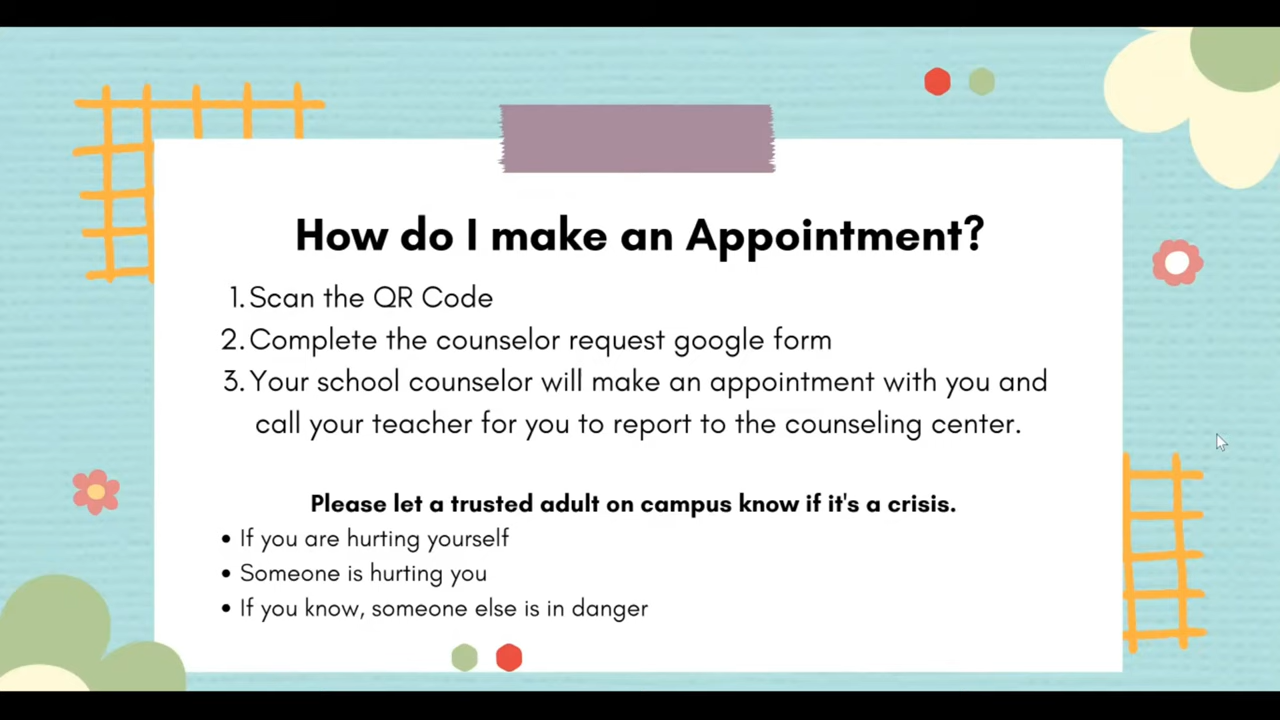 How do I make an Appointment?
1. Scan the QR Code
2. Complete the counselor request google form
3. Your school counselor will make an appointment with you and
call your teacher for you to report to the counseling center.
Please let a trusted adult on campus know if it's a crisis.
• If you are hurting yourself
• Someone is hurting you
• If you know, someone else is in danger